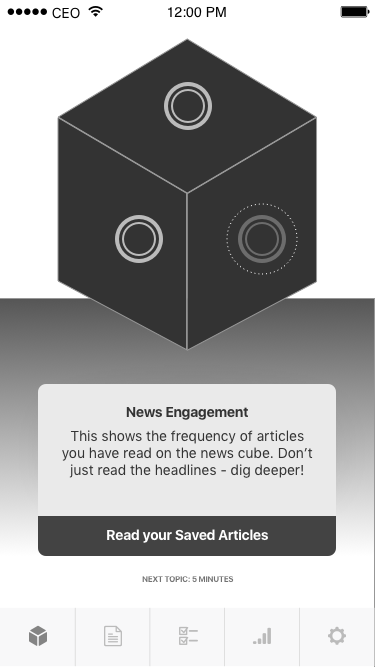 CEO 12:00 PM
News Engagement
This shows the frequency of articles
you have read on the news cube. Don’t
just read the headlines - dig deeper!
Read your Saved Articles
NEXT TOPIC: 5 MINUTES